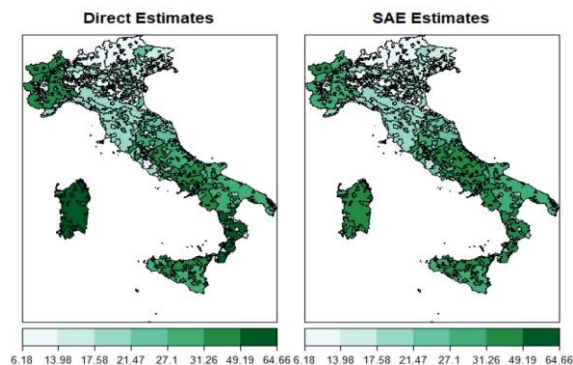 Direct Estimates
SAE Estimates
6.18 13.98 17.58 21.47 27.1 31.26 49.19 64.66
6.18 13.98 17.58 21.47 27.1 31.26 49.19 64.66